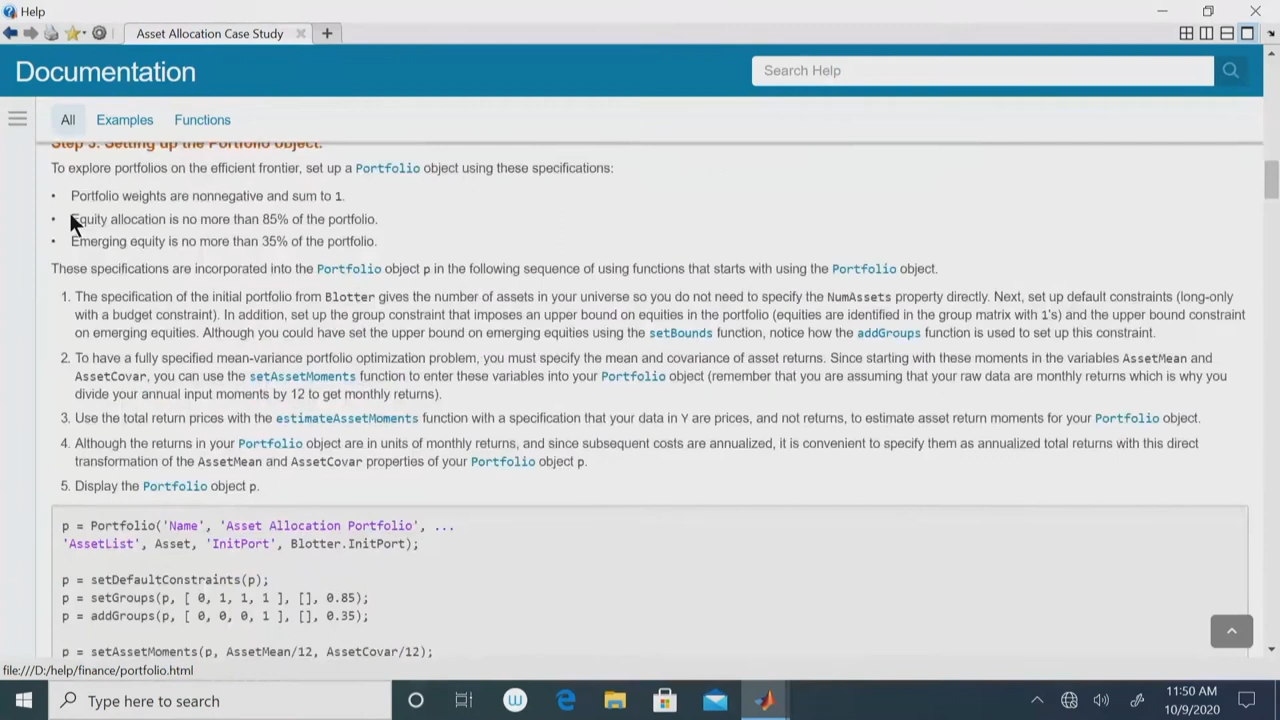 Help
Asset Allocation Case Study
Documentation
Search Help
All Examples Functions
Step 3. Setting up the Portfolio object.
To explore portfolios on the efficient frontier, set up a Portfolio object using these specifications:
• Portfolio weights are nonnegative and sum to 1.
• Equity allocation is no more than 85% of the portfolio.
• Emerging equity is no more than 35% of the portfolio.
These specifications are incorporated into the Portfolio object p in the following sequence of using functions that starts with using the Portfolio object.
1. The specification of the initial portfolio from Blotter gives the number of assets in your universe so you do not need to specify the NumAssets property directly. Next, set up default constraints (long-only
with a budget constraint). In addition, set up the group constraint that imposes an upper bound on equities in the portfolio (equities are identified in the group matrix with 1's) and the upper bound constraint
on emerging equities. Although you could have set the upper bound on emerging equities using the setBounds function, notice how the addGroups function is used to set up this constraint.
2. To have a fully specified mean-variance portfolio optimization problem, you must specify the mean and covariance of asset returns. Since starting with these moments in the variables AssetMean and
AssetCovar, you can use the setAssetMoments function to enter these variables into your Portfolio object (remember that you are assuming that your raw data are monthly returns which is why you
divide your annual input moments by 12 to get monthly returns).
3. Use the total return prices with the estimateAssetMoments function with a specification that your data in Y are prices, and not returns, to estimate asset return moments for your Portfolio object.
4. Although the returns in your Portfolio object are in units of monthly returns, and since subsequent costs are annualized, it is convenient to specify them as annualized total returns with this direct
transformation of the AssetMean and AssetCovar properties of your Portfolio object p.
5. Display the Portfolio object p.
p = Portfolio('Name', 'Asset Allocation Portfolio', ...
'AssetList', Asset, 'InitPort', Blotter.InitPort);
p = setDefaultConstraints(p);
p = setGroups(p, [ 0, 1, 1, 1 ], [], 0.85);
p = addGroups(p, [ 0, 0, 0, 1 ], [], 0.35);
p = setAssetMoments(p, AssetMean/12, AssetCovar/12);
file:///D:/help/finance/portfolio.html
Type here to search
11:50 AM
10/9/2020